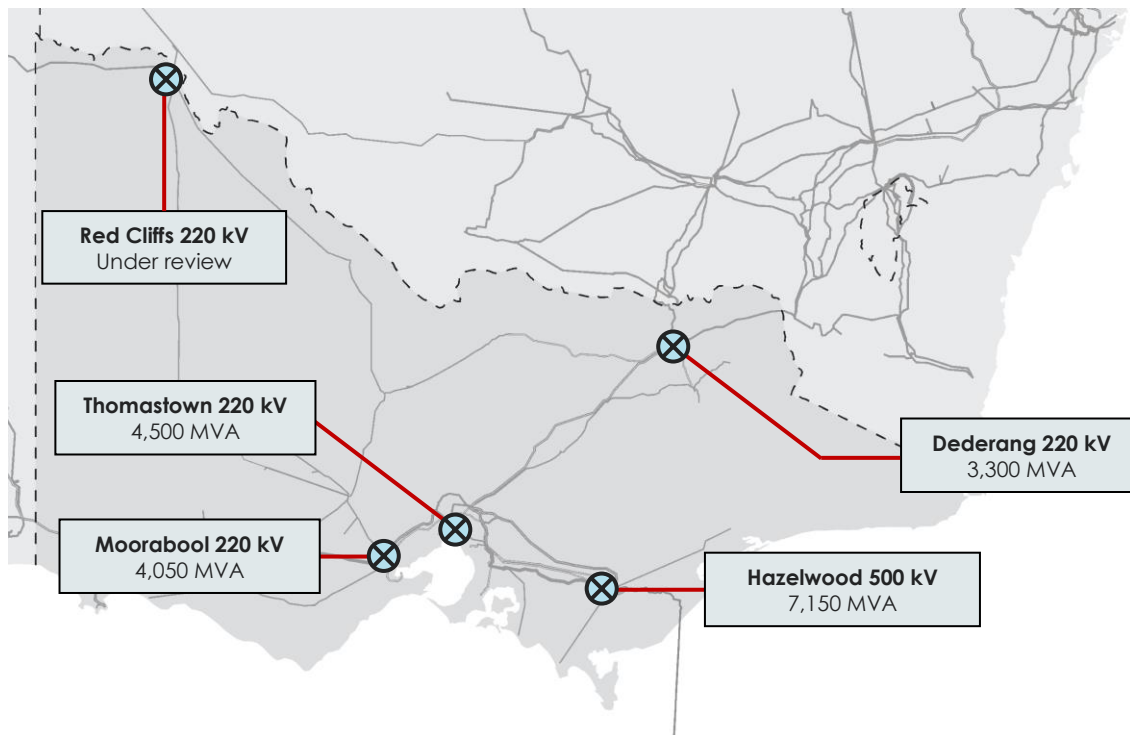 Red Cliffs 220 kV
Under review
Thomastown 220 kV
4,500 MVA
Dederang 220 kV
3,300 MVA
Moorabool 220 kV
4,050 MVA
Hazelwood 500 kV
7,150 MVA